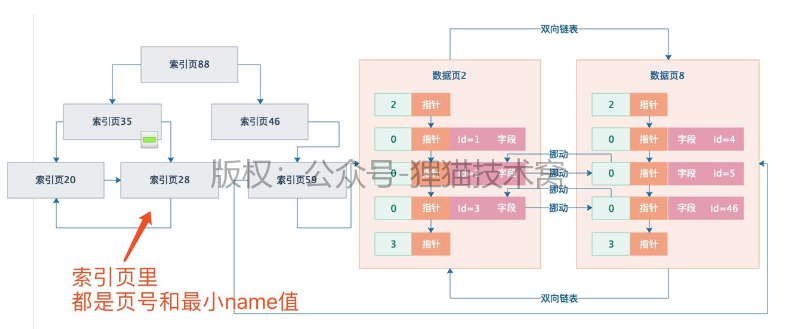 双向链表
索引页88
数据页2
数据页8
2
指针
2
指针
索引页35
索引页46
0
指针
id=1
字段
0
指针
字段
id=4
挪动
版权：公众号-狸猫技术窝
索引页20
索引页28
索引页59
0
指针
字段
挪动
0
指针
字段
id=5
挪动
0
指针
id=3
字段
挪动
0
指针
字段
id=46
3
指针
3
指针
索引页里
都是页号和最小name值
双向链表